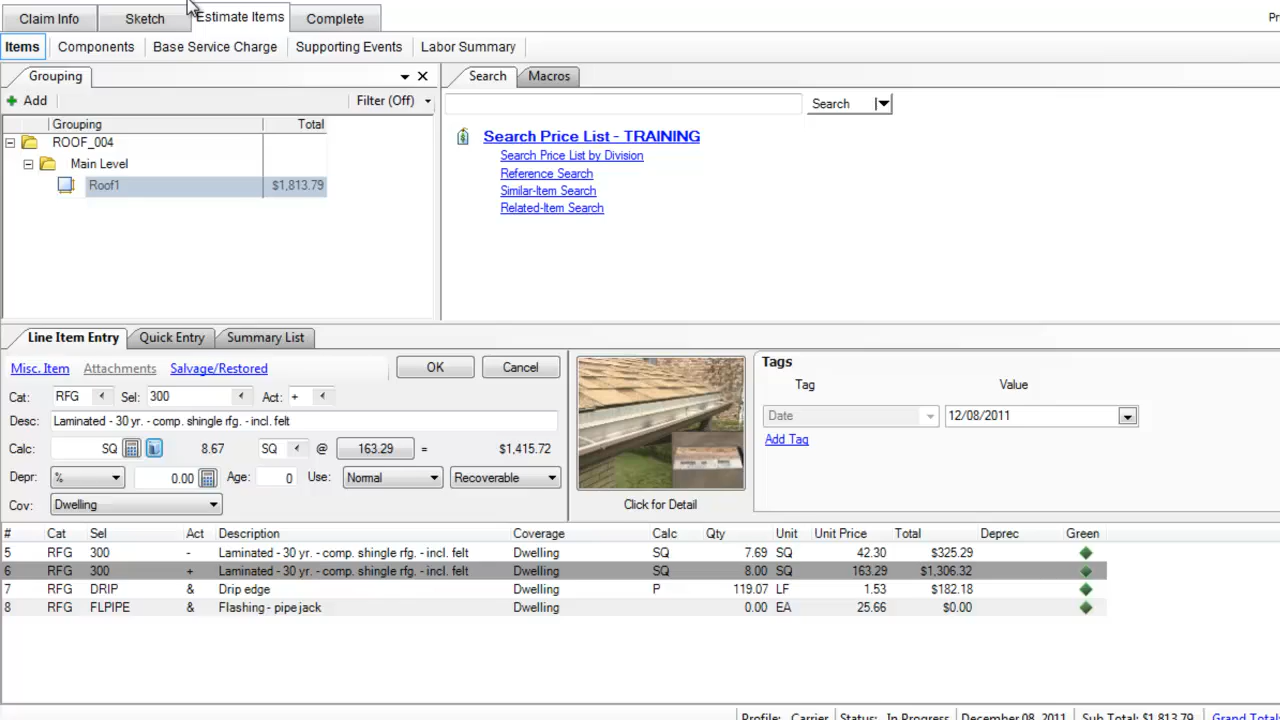 Claim Info Sketch Estimate Items Complete
Items Components Base Service Charge Supporting Events Labor Summary
Grouping
Add Filter (Off)
Grouping Total
ROOF_004
Main Level
Roof1 $1,813.79
Search Macros
Search
Search Price List - TRAINING
Search Price List by Division
Reference Search
Similar-Item Search
Related-Item Search
Line Item Entry Quick Entry Summary List
Misc. Item Attachments Salvage/Restored OK Cancel
Cat: RFG Sel: 300 Act: +
Desc: Laminated - 30 yr. - comp. shingle rfg. - incl. felt
Calc: SQ 8.67 SQ @ 163.29 = $1,415.72
Depr: % 0.00 Age: 0 Use: Normal Recoverable
Cov: Dwelling
Click for Detail
Tags
Tag Value
Date 12/08/2011
Add Tag
# Cat Sel Act Description Coverage Calc Qty Unit Unit Price Total Deprec Green
5 RFG 300 - Laminated - 30 yr. - comp. shingle rfg. - incl. felt Dwelling SQ 7.69 SQ 42.30 $325.29
6 RFG 300 + Laminated - 30 yr. - comp. shingle rfg. - incl. felt Dwelling SQ 8.00 SQ 163.29 $1,306.32
7 RFG DRIP & Drip edge Dwelling P 119.07 LF 1.53 $182.18
8 RFG FLPIPE & Flashing - pipe jack Dwelling 0.00 EA 25.66 $0.00
Profile: Carrier Status: In Progress December 08, 2011 Sub Total: $1,813.79 Grand Total